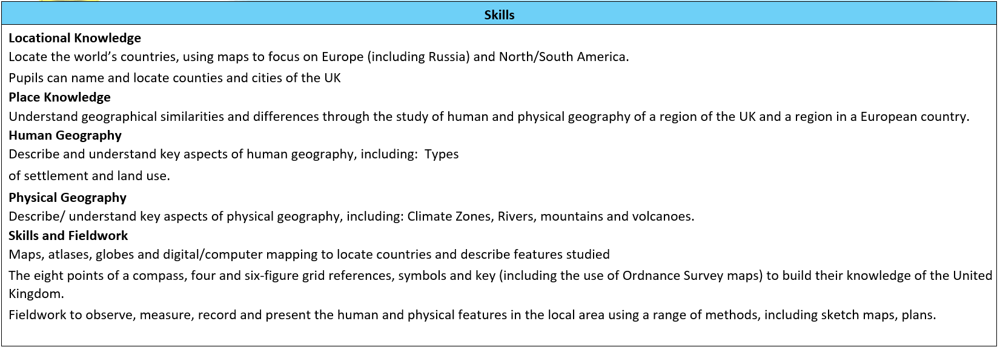 Skills
Locational Knowledge
Locate the world’s countries, using maps to focus on Europe (including Russia) and North/South America.
Pupils can name and locate counties and cities of the UK
Place Knowledge
Understand geographical similarities and differences through the study of human and physical geography of a region of the UK and a region in a European country.
Human Geography
Describe and understand key aspects of human geography, including:  Types
of settlement and land use.
Physical Geography
Describe/ understand key aspects of physical geography, including: Climate Zones, Rivers, mountains and volcanoes.
Skills and Fieldwork
Maps, atlases, globes and digital/computer mapping to locate countries and describe features studied
The eight points of a compass, four and six-figure grid references, symbols and key (including the use of Ordnance Survey maps) to build their knowledge of the United
Kingdom.
Fieldwork to observe, measure, record and present the human and physical features in the local area using a range of methods, including sketch maps, plans.